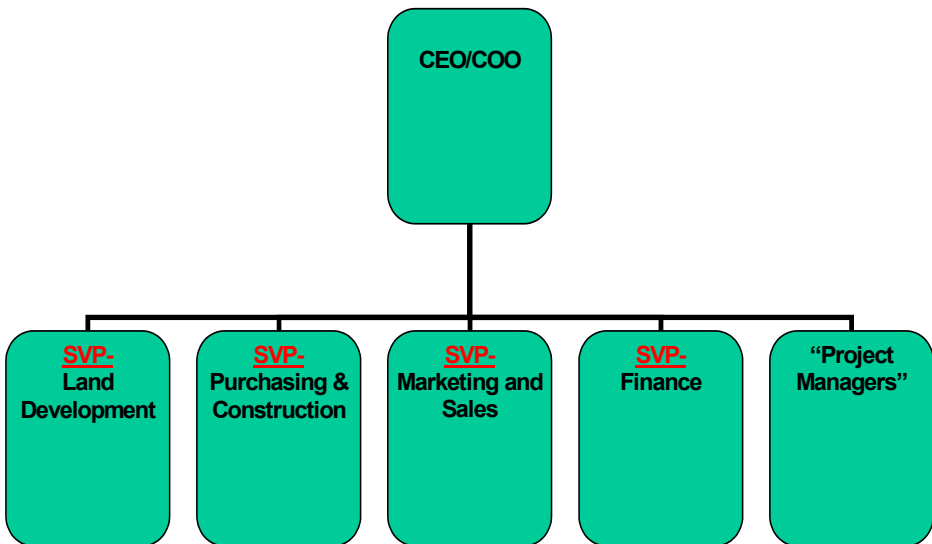 CEO/COO
SVP-
Land
Development
SVP-
Purchasing &
Construction
SVP-
Marketing and
Sales
SVP-
Finance
“Project
Managers”